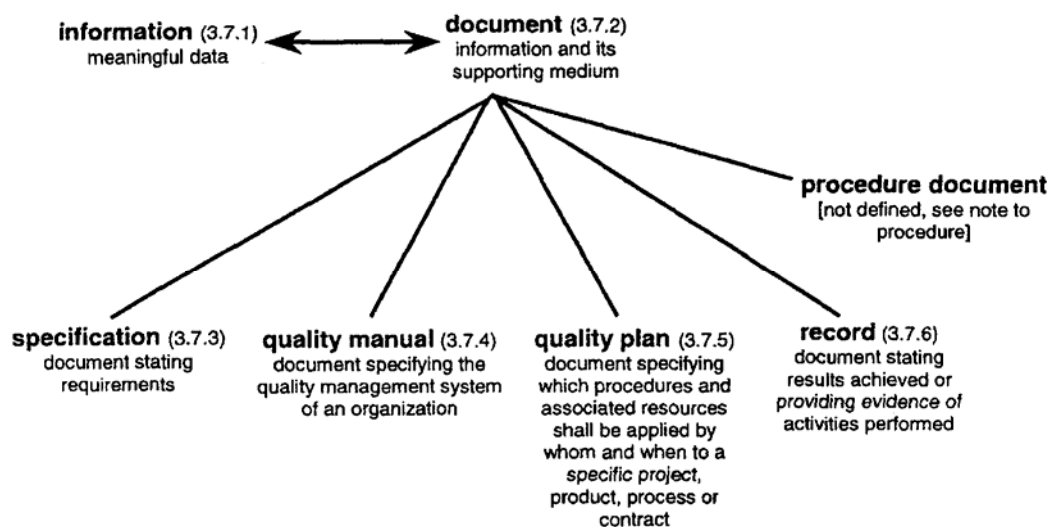 information (3.7.1)
meaningful data
document (3.7.2)
information and its
supporting medium
procedure document
[not defined, see note to
procedure]
specification (3.7.3)
document stating
requirements
quality manual (3.7.4)
document specifying the
quality management system
of an organization
quality plan (3.7.5)
document specifying
which procedures and
associated resources
shall be applied by
whom and when to a
specific project,
product, process or
contract
record (3.7.6)
document stating
results achieved or
providing evidence of
activities performed